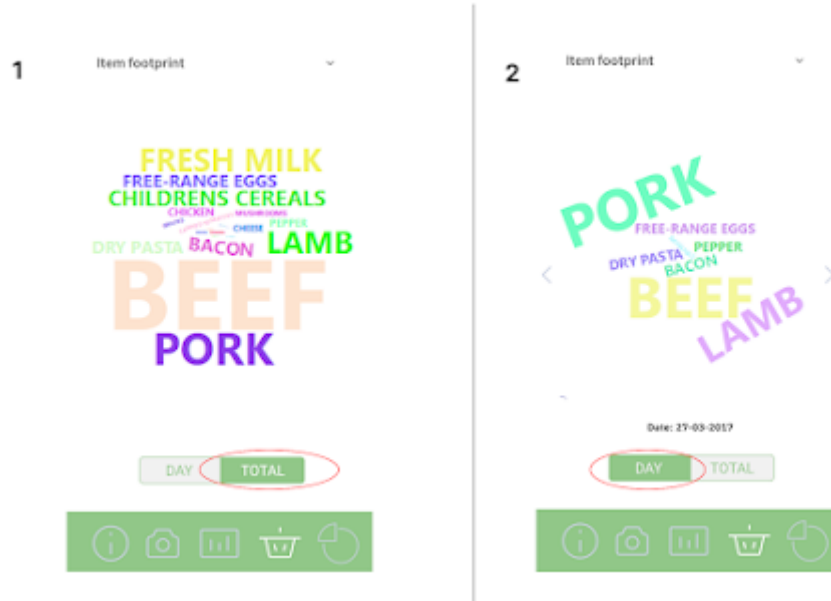 1
Item footprint
FRESH MILK
FREE-RANGE EGGS
CHILDRENS CEREALS
CHICKEN MUSHROOMS
CHEESE PEPPER
DRY PASTA BACON LAMB
BEEF
PORK
DAY TOTAL
2
Item footprint
PORK
FREE-RANGE EGGS
PEPPER
DRY PASTA
BACON
BEEF
LAMB
Date: 27-03-2017
DAY TOTAL